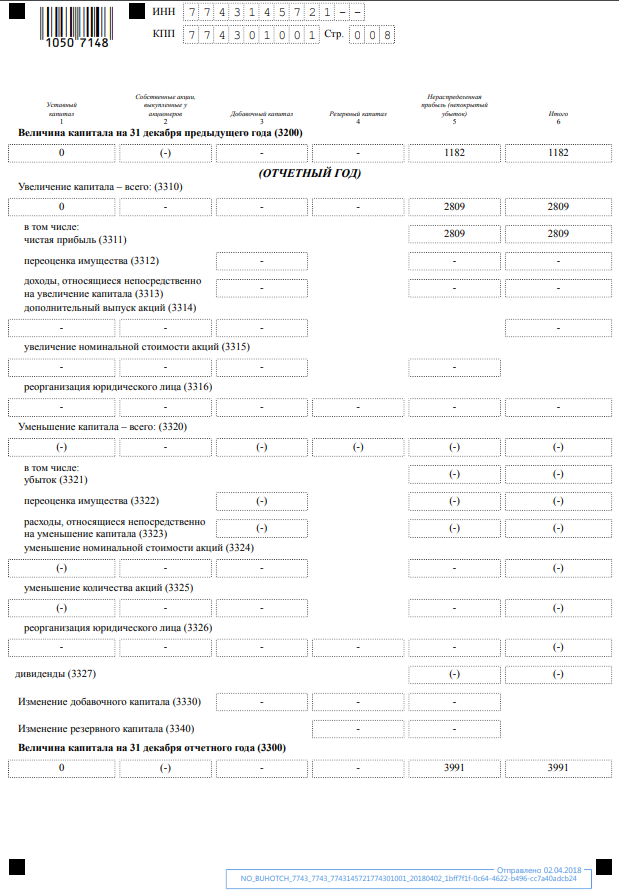 ИНН 7743145721--
1050 7148
КПП 774301001 Стр. 008
Уставный капитал 1
Собственные акции, выкупленные у акционеров 2
Добавочный капитал 3
Резервный капитал 4
Нераспределенная прибыль (непокрытый убыток) 5
Итого 6
Величина капитала на 31 декабря предыдущего года (3200)
0 (-) - - 1182 1182
(ОТЧЕТНЫЙ ГОД)
Увеличение капитала – всего: (3310)
0 - - - 2809 2809
в том числе:
чистая прибыль (3311) 2809 2809
переоценка имущества (3312) - - -
доходы, относящиеся непосредственно
на увеличение капитала (3313) - - -
дополнительный выпуск акций (3314)
- - - -
увеличение номинальной стоимости акций (3315)
- - - -
реорганизация юридического лица (3316)
- - - - - -
Уменьшение капитала – всего: (3320)
(-) - (-) (-) (-) (-)
в том числе:
убыток (3321) (-) (-)
переоценка имущества (3322) (-) (-) (-)
расходы, относящиеся непосредственно
на уменьшение капитала (3323) (-) (-) (-)
уменьшение номинальной стоимости акций (3324)
(-) - - - (-)
уменьшение количества акций (3325)
(-) - - - (-)
реорганизация юридического лица (3326)
- - - - - (-)
дивиденды (3327) (-) (-)
Изменение добавочного капитала (3330) - - -
Изменение резервного капитала (3340) - -
Величина капитала на 31 декабря отчетного года (3300)
0 (-) - - 3991 3991
Отправлено 02.04.2018
NO_BUHOTCH_7743_7743_7743145721774301001_20180402_1bff7f1f-0c64-4622-b496-cc7a40adcb24